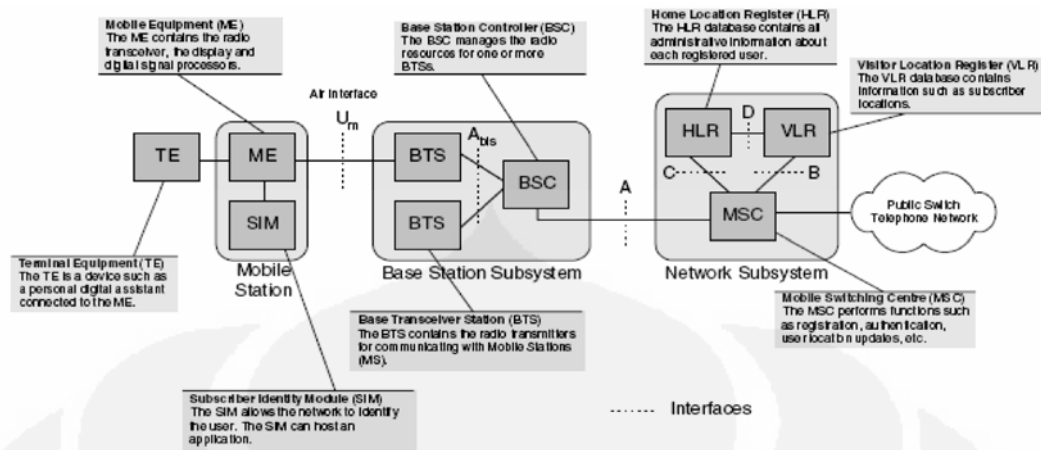 Mobile Equipment (ME)
The ME contains the radio
transceiver, the display and
digital signal processors.
Base Station Controller (BSC)
The BSC manages the radio
resources for one or more
BTSs.
Home Location Register (HLR)
The HLR database contains all
administrative information about
each registered user.
Visitor Location Register (VLR)
The VLR database contains
information such as subscriber
locations.
Air Interface
Um
Abis
A
D
C
B
TE
ME
SIM
BTS
BTS
BSC
HLR
VLR
MSC
Public Switch
Telephone Network
Mobile
Station
Base Station Subsystem
Network Subsystem
Terminal Equipment (TE)
The TE is a device such as
a personal digital assistant
connected to the ME.
Base Transceiver Station (BTS)
The BTS contains the radio transmitters
for communicating with Mobile Stations
(MS).
Mobile Switching Centre (MSC)
The MSC performs functions such
as registration, authentication,
user location updates, etc.
Subscriber Identity Module (SIM)
The SIM allows the network to identify
the user. The SIM can host an
application.
Interfaces